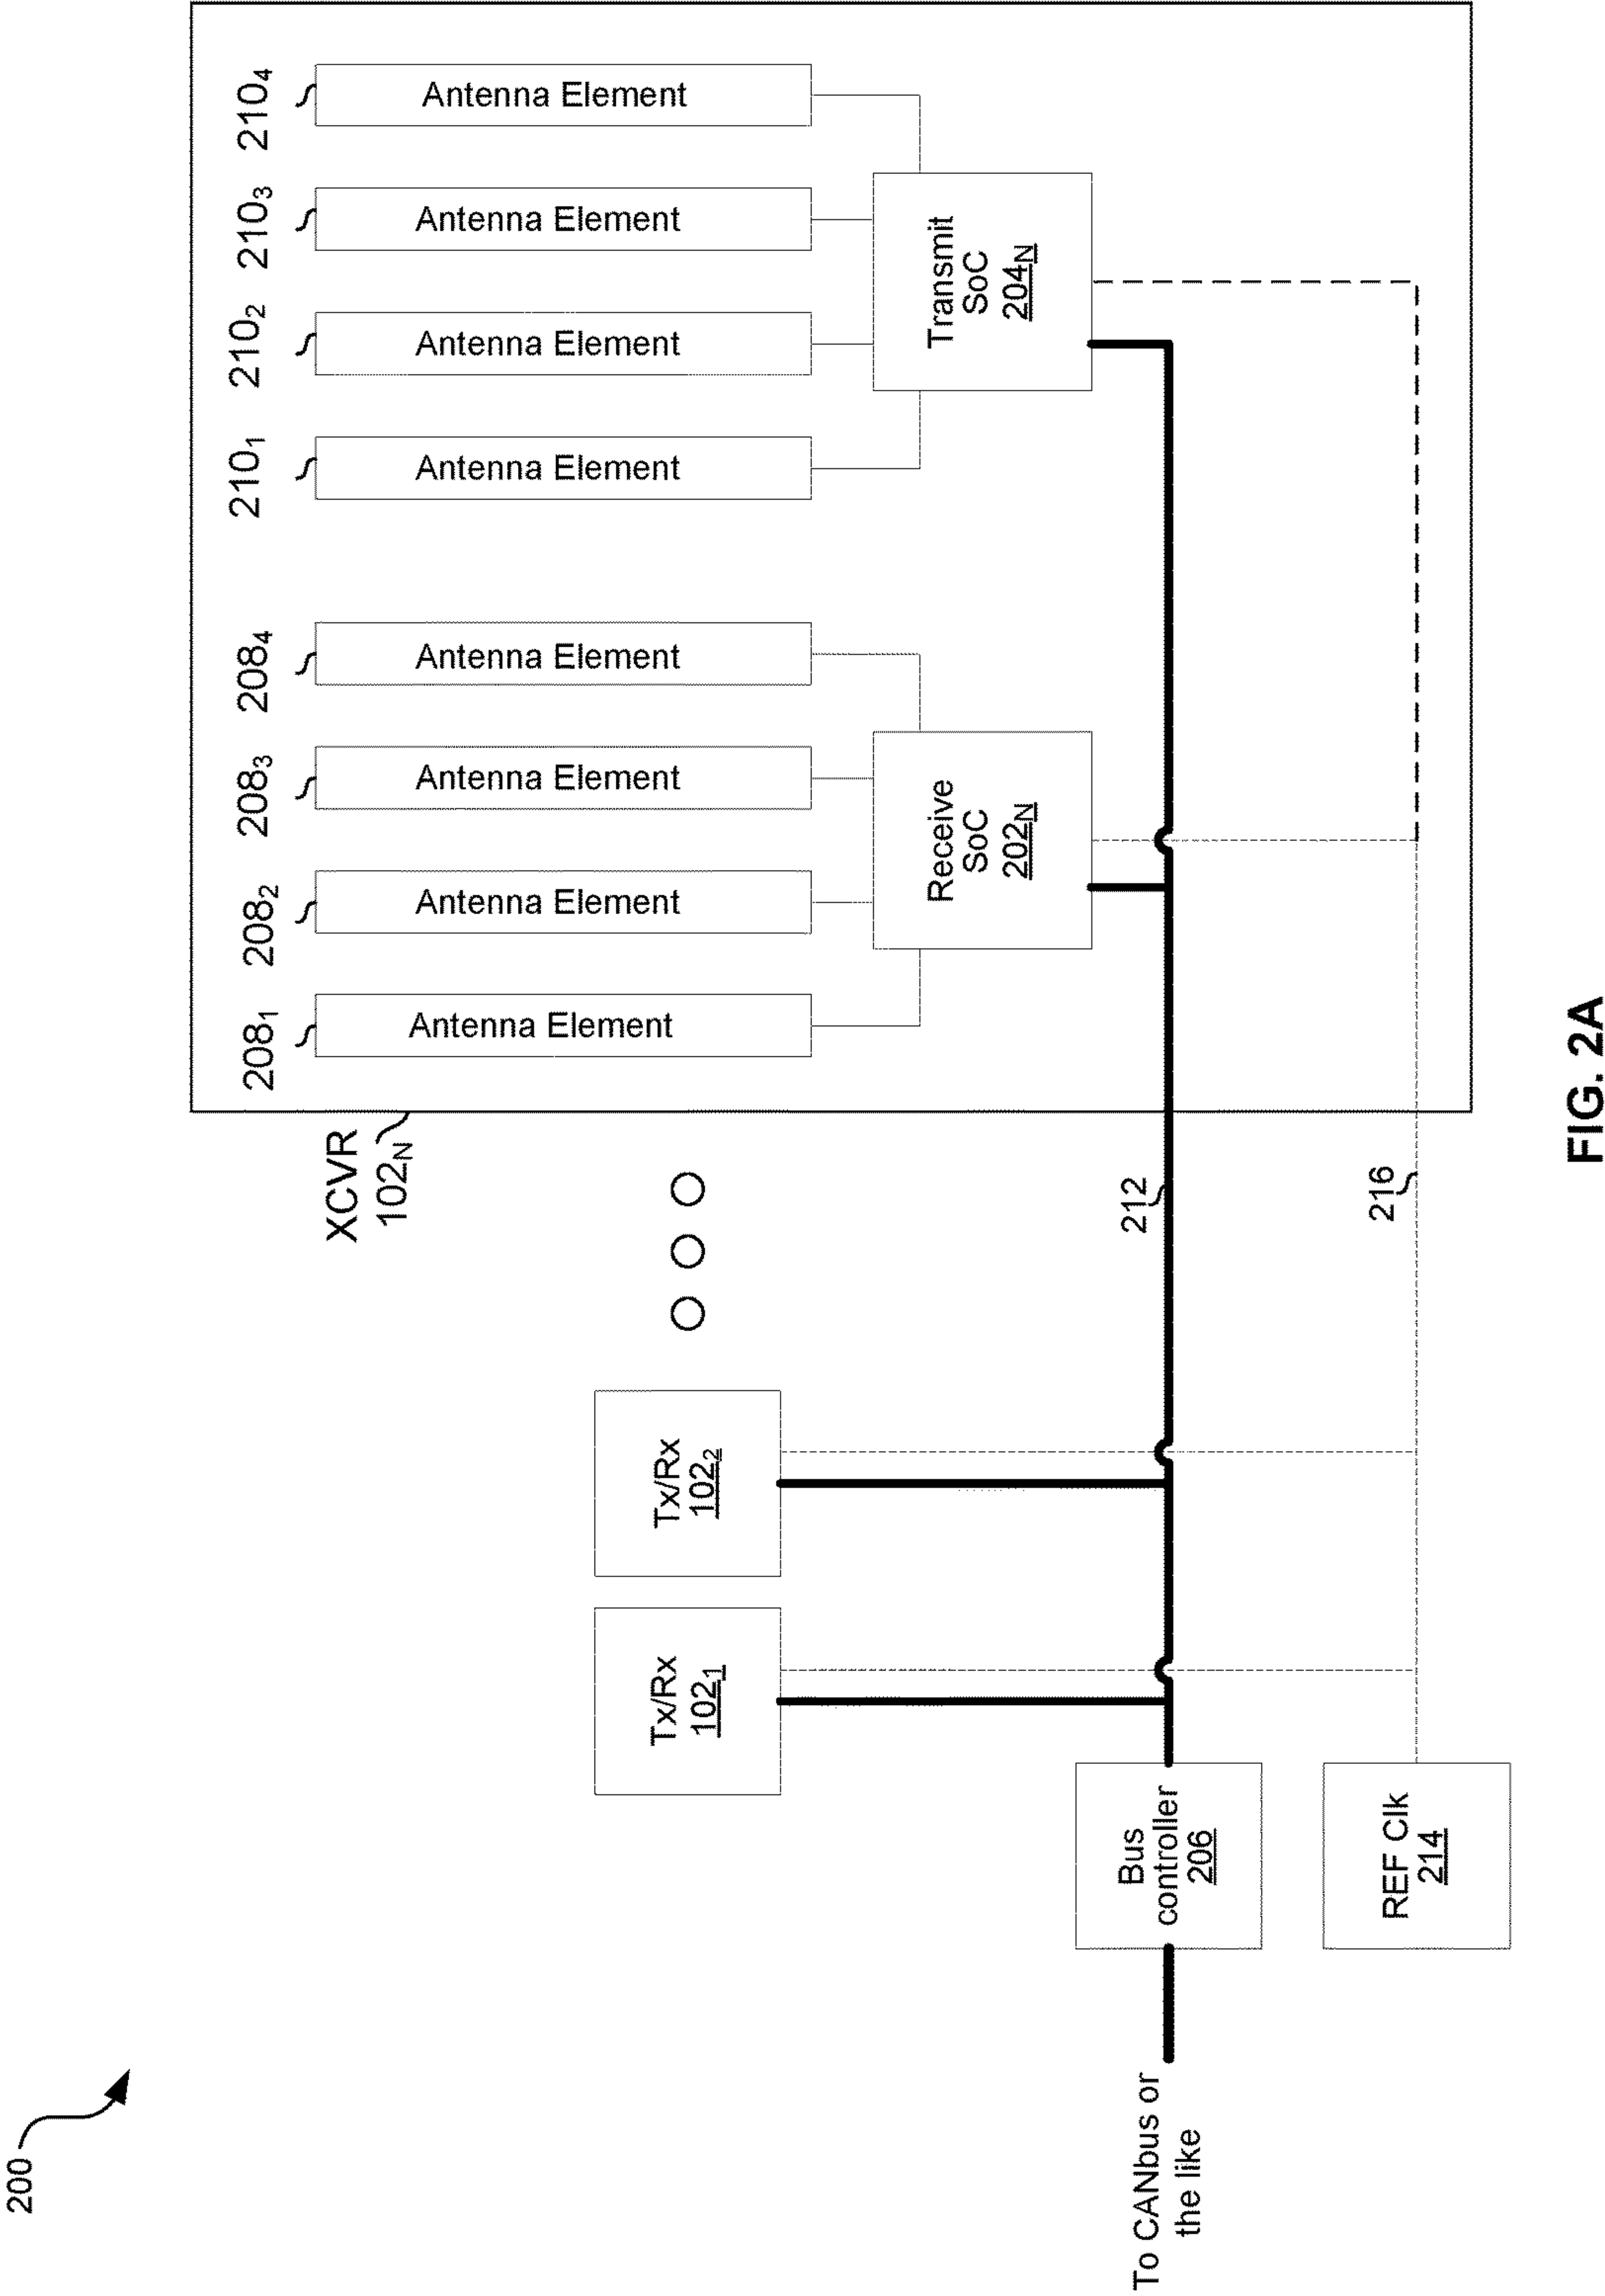 200
XCVR
102N
2081
2082
2083
2084
2101
2102
2103
2104
Antenna Element
Antenna Element
Antenna Element
Antenna Element
Antenna Element
Antenna Element
Antenna Element
Antenna Element
Receive
SoC
202N
Transmit
SoC
204N
Tx/Rx
1021
Tx/Rx
1022
212
216
Bus
controller
206
REF Clk
214
To CANbus or
the like
FIG. 2A